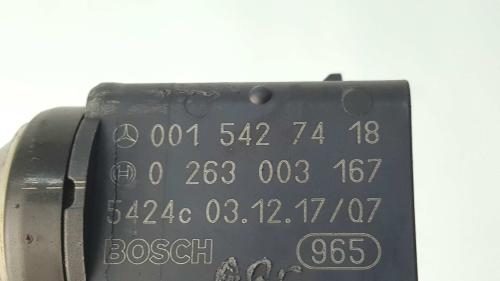 001 542 74 18
0 263 003 167
5424c 03.12.17/07
BOSCH 965